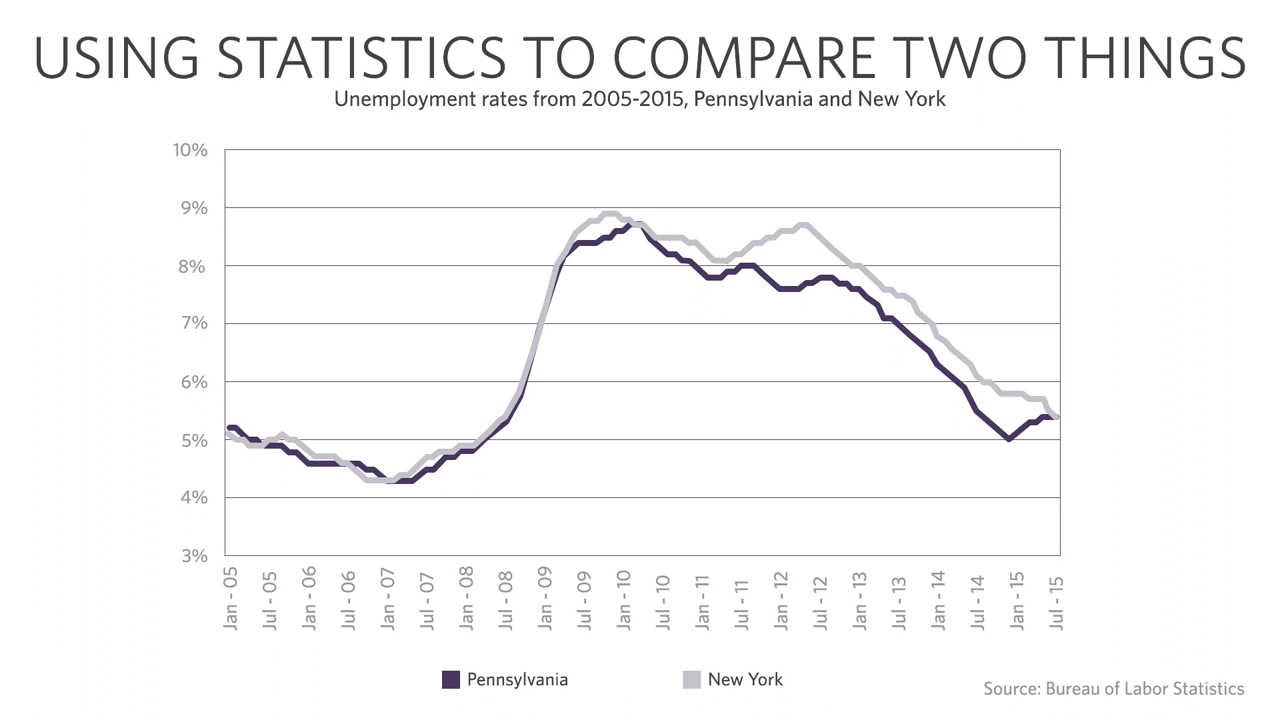 USING STATISTICS TO COMPARE TWO THINGS
Unemployment rates from 2005-2015, Pennsylvania and New York
10%
9%
8%
7%
6%
5%
4%
3%
Jan - 05
Jul - 05
Jan - 06
Jul - 06
Jan - 07
Jul - 07
Jan - 08
Jul - 08
Jan - 09
Jul - 09
Jan - 10
Jul - 10
Jan - 11
Jul - 11
Jan - 12
Jul - 12
Jan - 13
Jul - 13
Jan - 14
Jul - 14
Jan - 15
Jul - 15
Pennsylvania
New York
Source: Bureau of Labor Statistics